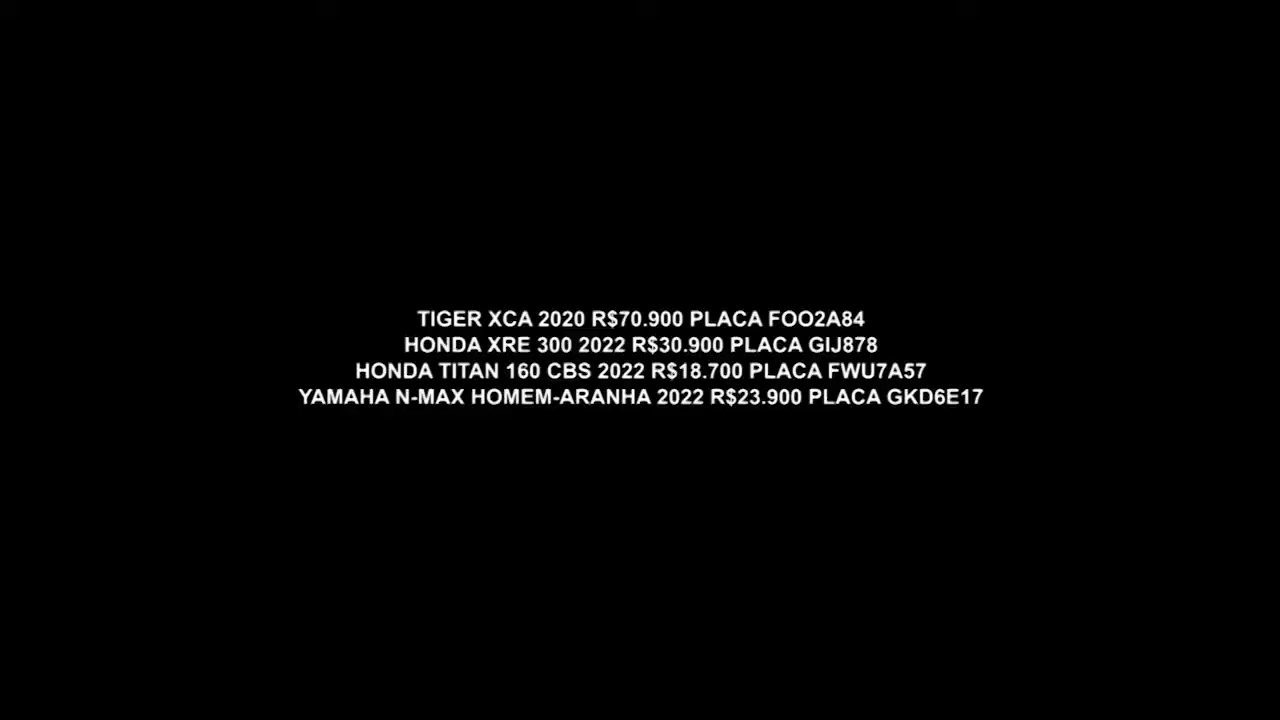 TIGER XCA 2020 R$70.900 PLACA FOO2A84
HONDA XRE 300 2022 R$30.900 PLACA GIJ878
HONDA TITAN 160 CBS 2022 R$18.700 PLACA FWU7A57
YAMAHA N-MAX HOMEM-ARANHA 2022 R$23.900 PLACA GKD6E17